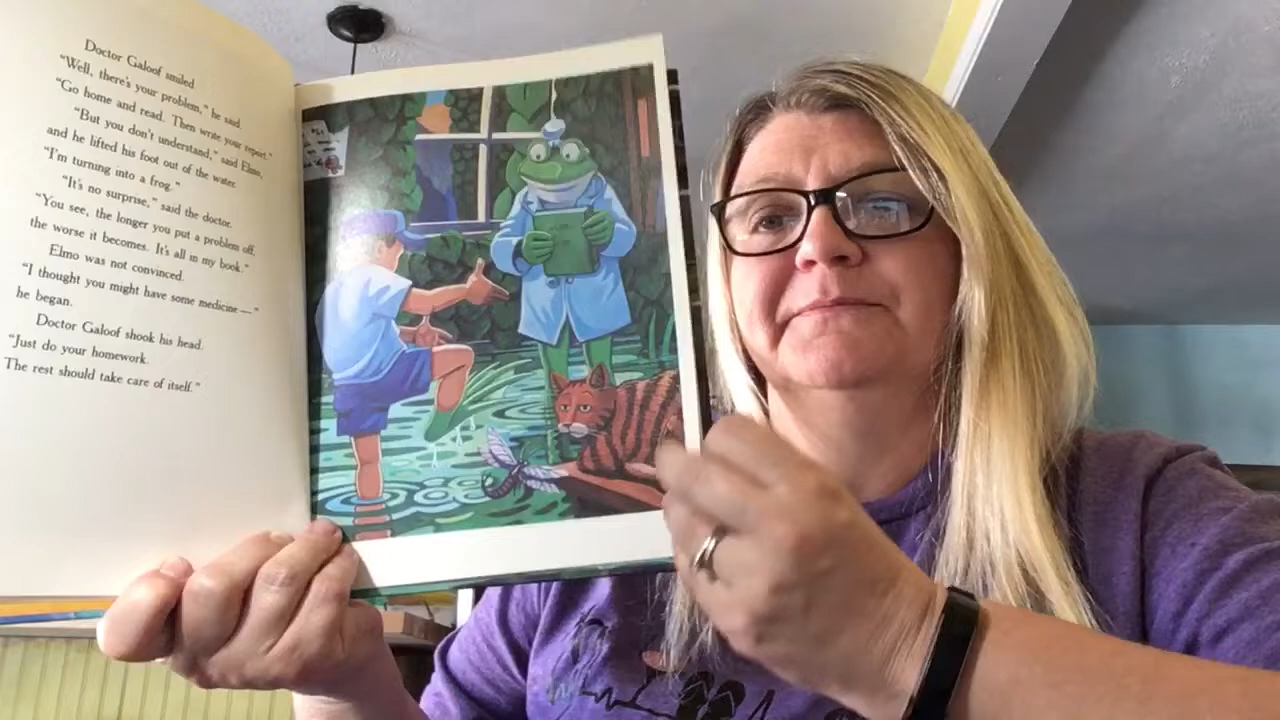 Doctor Galoof smiled.
"Well, there's your problem," he said.
"Go home and read. Then write your report."
"But you don't understand," said Elmo,
and he lifted his foot out of the water.
"I'm turning into a frog."
"It's no surprise," said the doctor.
"You see, the longer you put a problem off,
the worse it becomes. It's all in my book."
Elmo was not convinced.
"I thought you might have some medicine—"
he began.
Doctor Galoof shook his head.
"Just do your homework.
The rest should take care of itself."